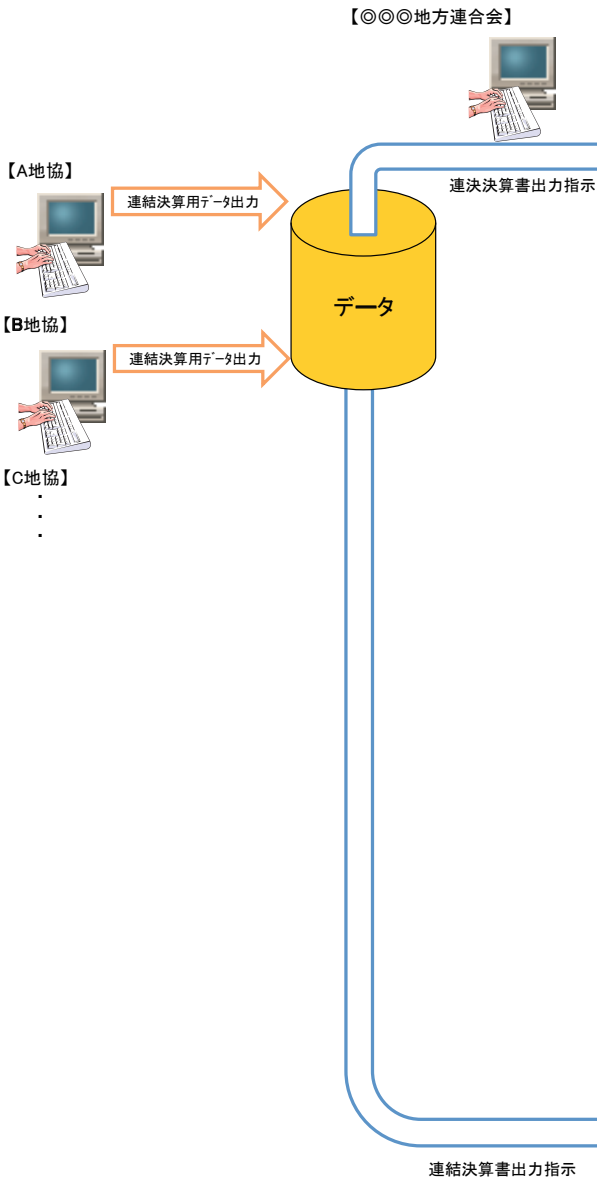 【◎◎◎地方連合会】
連決決算書出力指示
【A地協】
連結決算用ﾃﾞｰﾀ出力
データ
【B地協】
連結決算用ﾃﾞｰﾀ出力
【C地協】
・
・
・
連結決算書出力指示